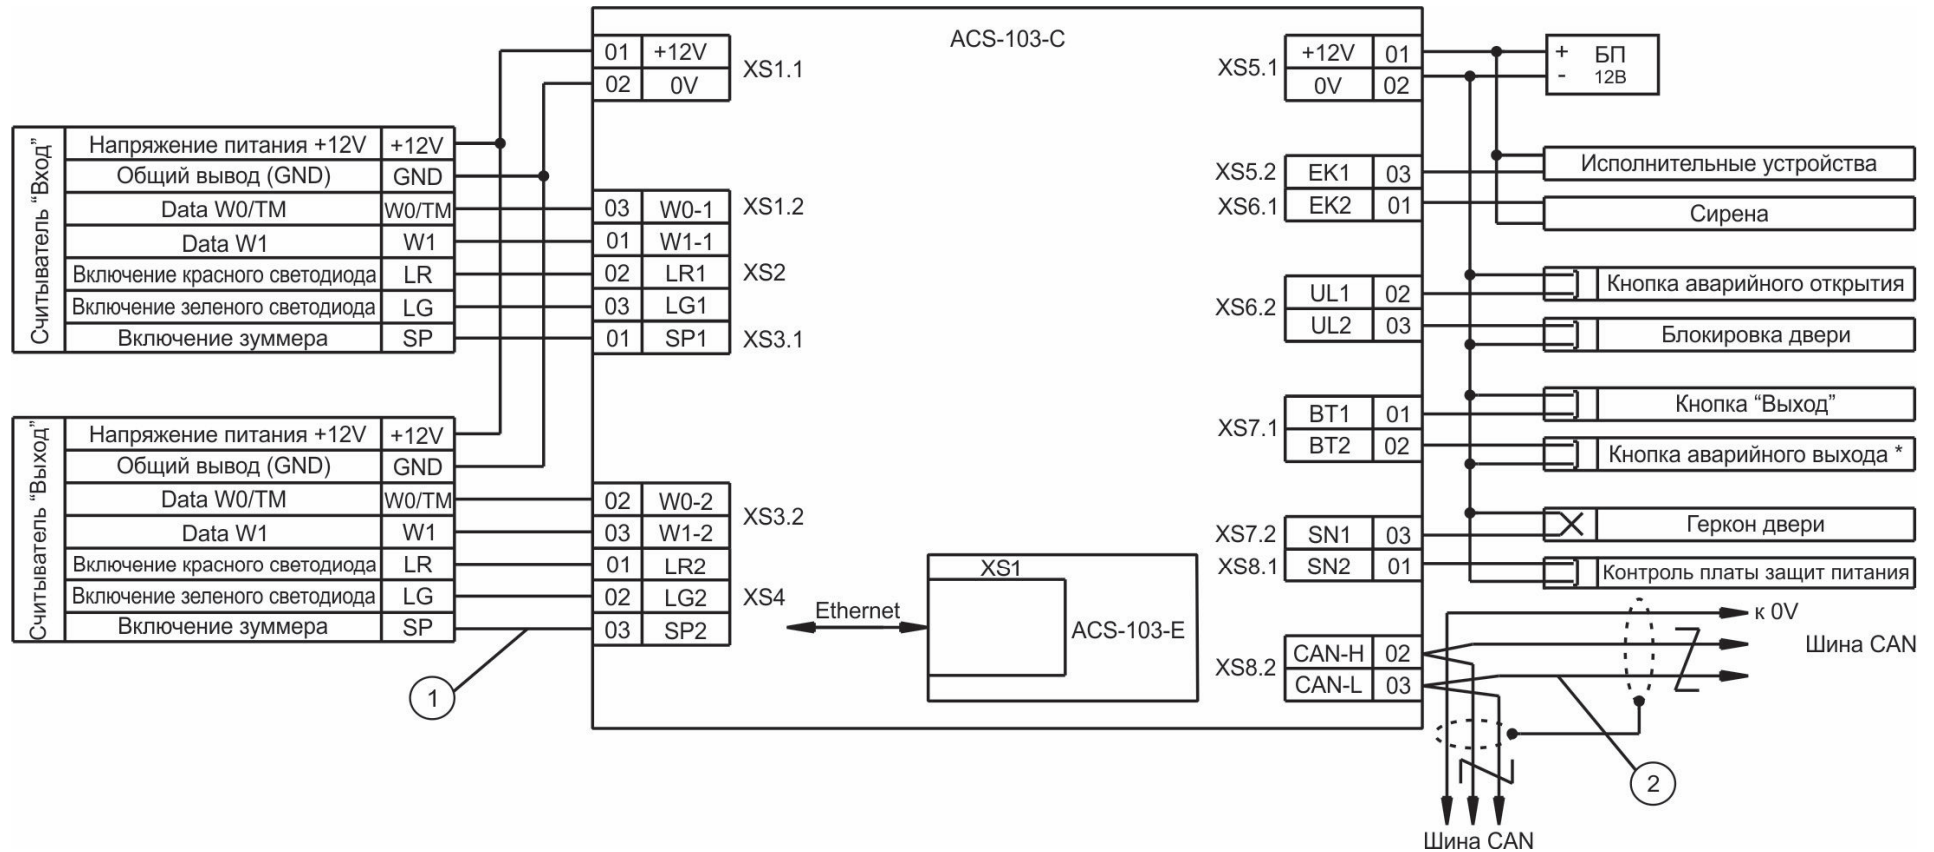 ACS-103-C
01 +12V
02 0V
XS1.1
Считыватель “Вход”
Напряжение питания +12V +12V
Общий вывод (GND) GND
Data W0/TM W0/TM
Data W1 W1
Включение красного светодиода LR
Включение зеленого светодиода LG
Включение зуммера SP
03 W0-1 XS1.2
01 W1-1
02 LR1 XS2
03 LG1
01 SP1 XS3.1
Считыватель “Выход”
Напряжение питания +12V +12V
Общий вывод (GND) GND
Data W0/TM W0/TM
Data W1 W1
Включение красного светодиода LR
Включение зеленого светодиода LG
Включение зуммера SP
02 W0-2
03 W1-2
XS3.2
01 LR2
02 LG2 XS4
03 SP2
1
Ethernet
XS1
ACS-103-E
XS5.1
+12V 01
0V 02
+ БП
- 12В
XS5.2 EK1 03
Исполнительные устройства
XS6.1 EK2 01
Сирена
XS6.2
UL1 02
UL2 03
Кнопка аварийного открытия
Блокировка двери
XS7.1
BT1 01
BT2 02
Кнопка “Выход”
Кнопка аварийного выхода *
XS7.2 SN1 03
Геркон двери
XS8.1 SN2 01
Контроль платы защит питания
XS8.2
CAN-H 02
CAN-L 03
к 0V
Шина CAN
2
Шина CAN